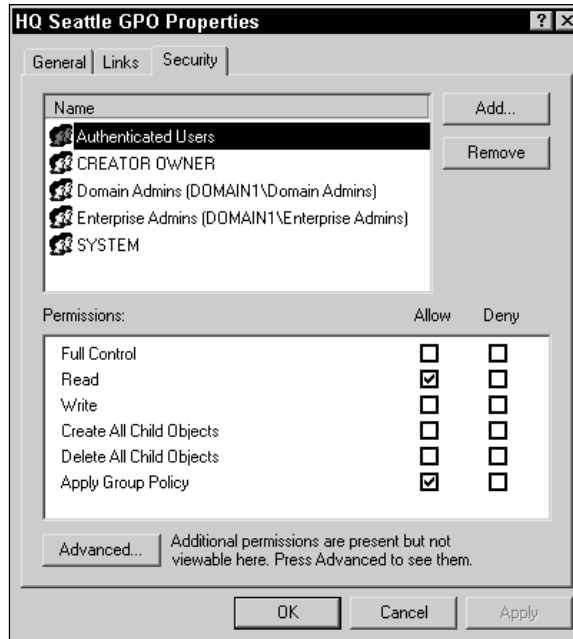 HQ Seattle GPO Properties
General Links Security
Name
Add...
Authenticated Users
Remove
CREATOR OWNER
Domain Admins (DOMAIN1\Domain Admins)
Enterprise Admins (DOMAIN1\Enterprise Admins)
SYSTEM
Permissions: Allow Deny
Full Control
Read
Write
Create All Child Objects
Delete All Child Objects
Apply Group Policy
Advanced...
Additional permissions are present but not
viewable here. Press Advanced to see them.
OK Cancel Apply